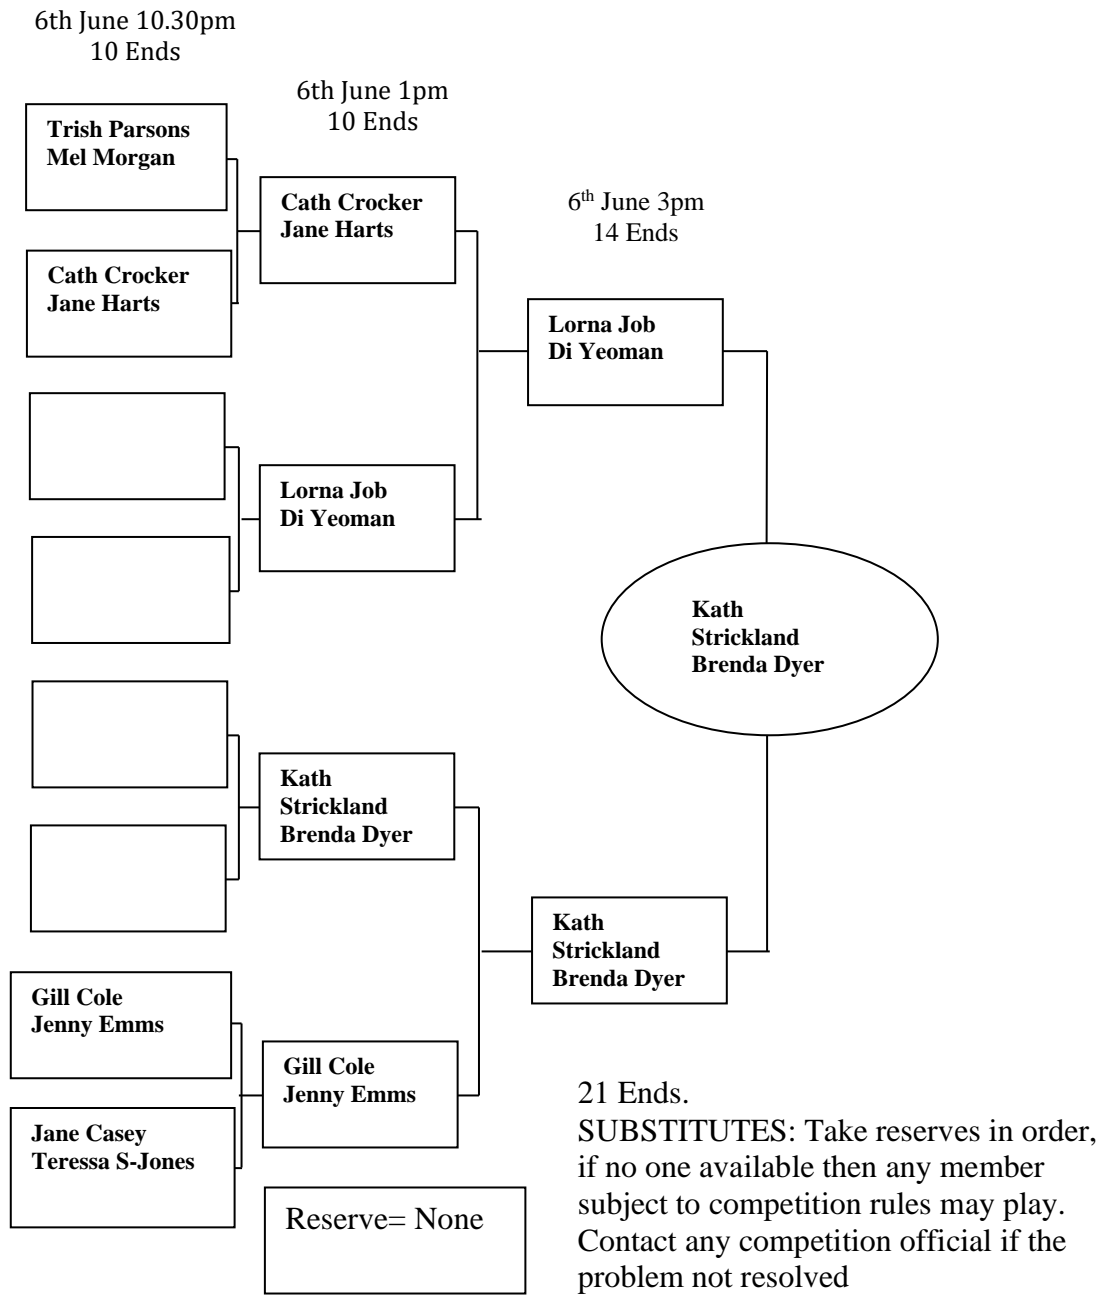 6th June 10.30pm
10 Ends
6th June 1pm
10 Ends
6th June 3pm
14 Ends
Trish Parsons
Mel Morgan
Cath Crocker
Jane Harts
Cath Crocker
Jane Harts
Lorna Job
Di Yeoman
Lorna Job
Di Yeoman
Kath
Strickland
Brenda Dyer
Kath
Strickland
Brenda Dyer
Kath
Strickland
Brenda Dyer
Gill Cole
Jenny Emms
Gill Cole
Jenny Emms
Jane Casey
Teressa S-Jones
Reserve= None
21 Ends.
SUBSTITUTES: Take reserves in order,
if no one available then any member
subject to competition rules may play.
Contact any competition official if the
problem not resolved